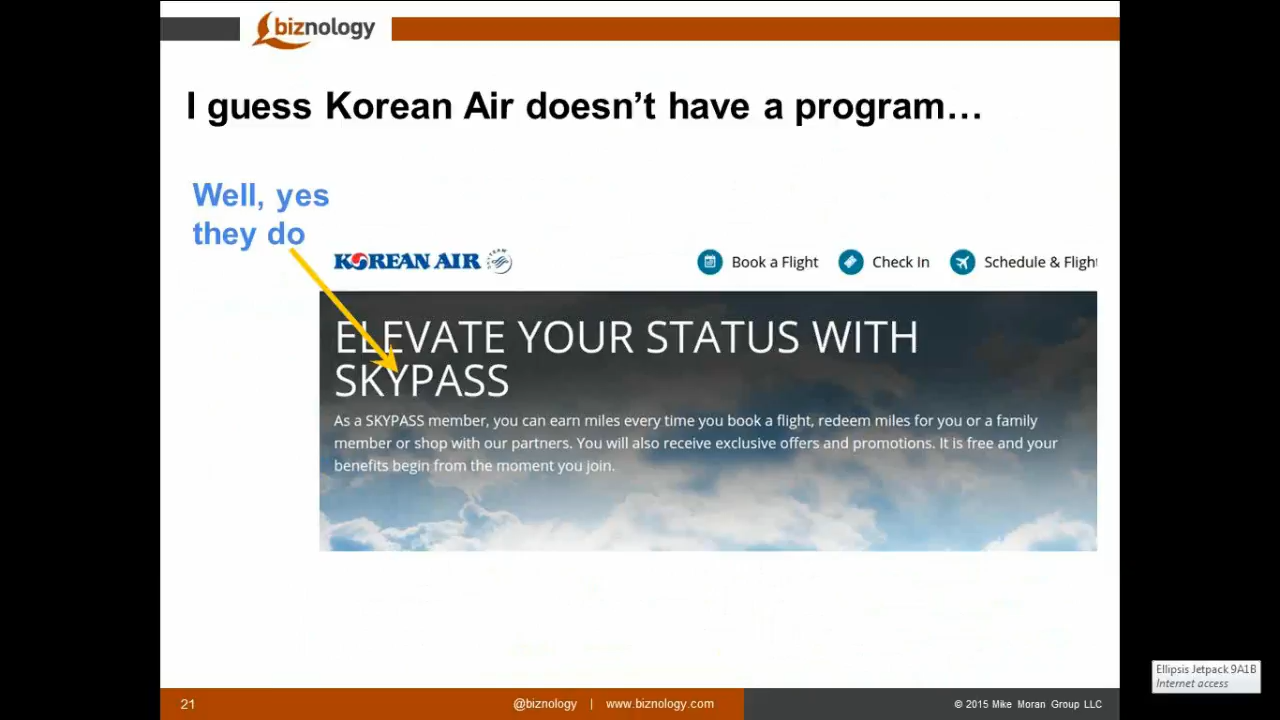 biznology
I guess Korean Air doesn’t have a program…
Well, yes
they do
KOREAN AIR
Book a Flight
Check In
Schedule & Flight
ELEVATE YOUR STATUS WITH
SKYPASS
As a SKYPASS member, you can earn miles every time you book a flight, redeem miles for you or a family
member or shop with our partners. You will also receive exclusive offers and promotions. It is free and your
benefits begin from the moment you join.
Ellipsis Jetpack 9A1B
Internet access
21
@biznology | www.biznology.com
© 2015 Mike Moran Group LLC